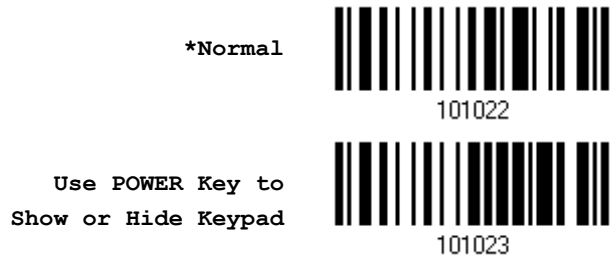 *Normal
101022
Use POWER Key to
Show or Hide Keypad
101023